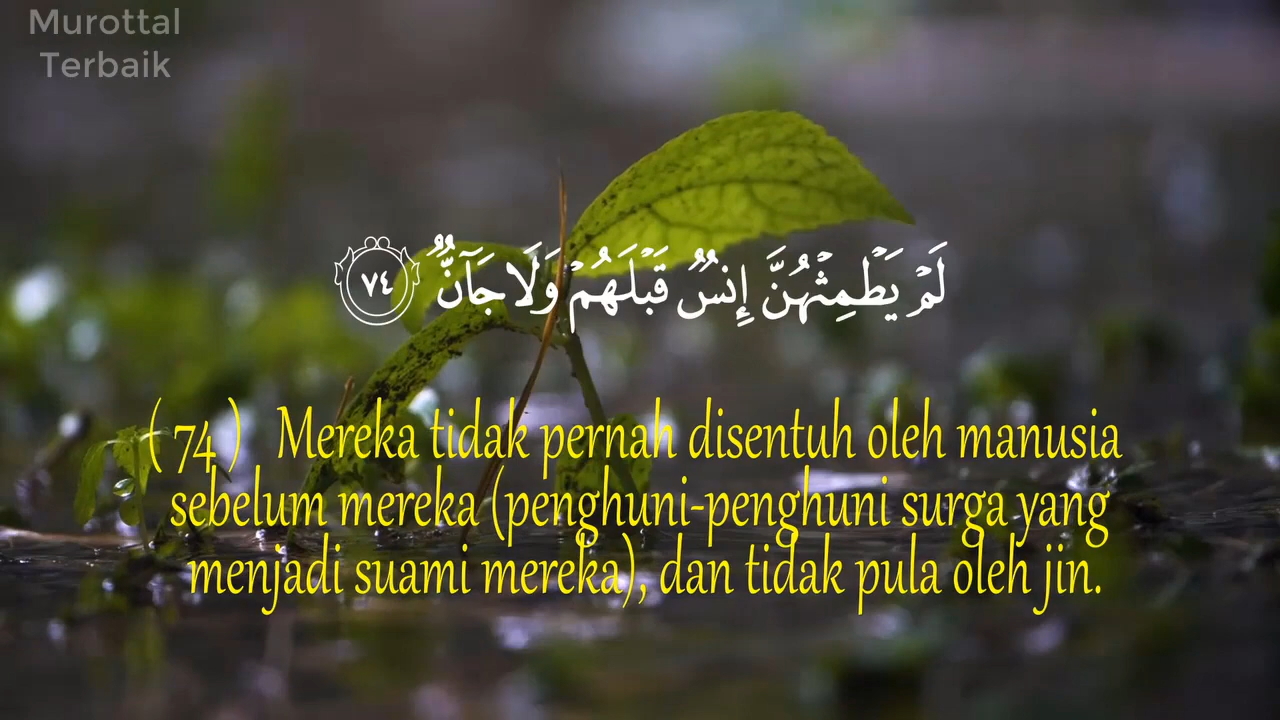 Murottal
Terbaik
لَمْ يَطْمِثْهُنَّ إِنسٌ قَبْلَهُمْ وَلَا جَآنٌّ ٧٤
( 74 ) Mereka tidak pernah disentuh oleh manusia
sebelum mereka (penghuni-penghuni surga yang
menjadi suami mereka), dan tidak pula oleh jin.